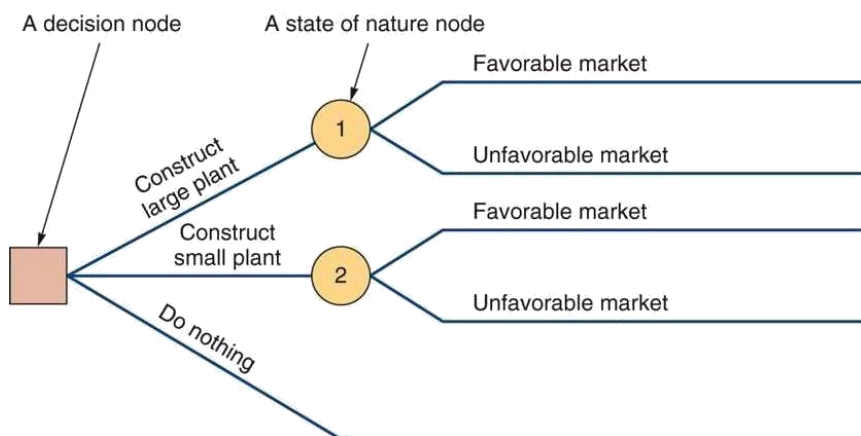 A decision node
A state of nature node
Favorable market
1
Unfavorable market
Construct
large plant
Favorable market
Construct
small plant
2
Unfavorable market
Do nothing